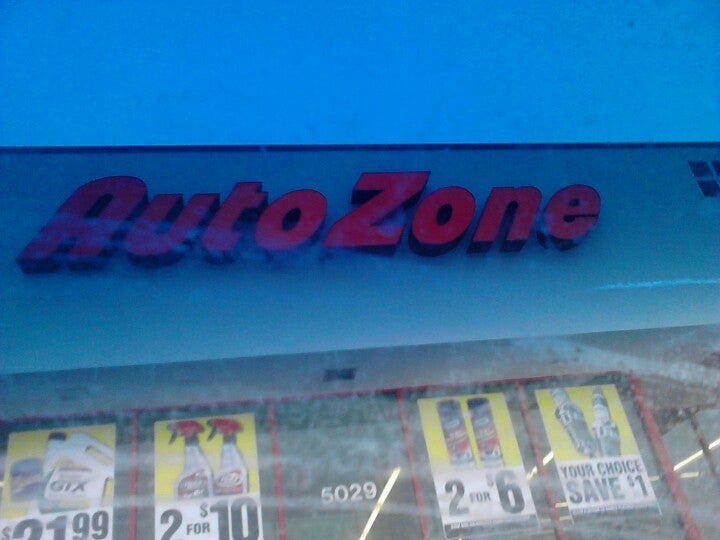 AutoZone
GTX
$21.99
2 FOR $10
5029
2 FOR $6
YOUR CHOICE
SAVE $1